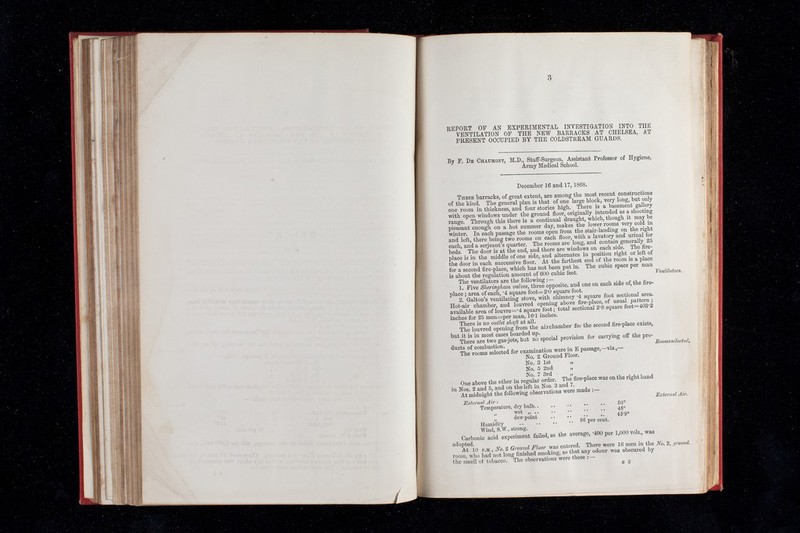 3
REPORT OF AN EXPERIMENTAL INVESTIGATION INTO THE
VENTILATION OF THE NEW BARRACKS AT CHELSEA, AT
PRESENT OCCUPIED BY THE COLDSTREAM GUARDS.
By F. DE CHAUMONT, M.D., Staff-Surgeon, Assistant Professor of Hygiene,
Army Medical School.
December 16 and 17, 1868.
THESE barracks, of great extent, are among the most recent constructions
of the kind. The general plan is that of one large block, very long, but only
one room in thickness, and four stories high. There is a basement gallery
with open windows under the ground floor, originally intended as a shooting
range. Through this there is a continual draught, which, though it may be
pleasant enough on a hot summer day, makes the lower rooms very cold in
winter. In each passage the rooms open from the stair-landing on the right
and left, there being two rooms on each floor, with a lavatory and urinal for
each, and a serjeant's quarter. The rooms are long, and contain generally 25
beds. The door is at the end, and there are windows on each side. The fire-
place is in the middle of one side, and alternates in position right or left of
the door in each successive floor. At the furthest end of the room is a place
for a second fire-place, which has not been put in. The cubic space per man
is about the regulation amount of 600 cubic feet.
Ventilators.
The ventilators are the following:—
1. Five Sheringham valves, three opposite, and one on each side of, the fire-
place; area of each, ·4 square foot=2·0 square foot.
2. Galton's ventilating stove, with chimney ·4 square foot sectional area.
Hot-air chamber, and louvred opening above fire-place, of usual pattern;
available area of louvre=·4 square foot; total sectional 2·8 square feet=403·2
inches for 25 men=per man, 16·1 inches.
There is no outlet shaft at all.
The louvred opening from the airchamber for the second fire-place exists,
but it is in most cases boarded up.
There are two gas-jets, but no special provision for carrying off the pro-
ducts of combustion.
Rooms selected.
The rooms selected for examination were in E passage,—viz.,—
No. 2 Ground Floor.
No. 3 1st „
No. 5 2nd „
No. 7 3rd „
One above the other in regular order. The fire-place was on the right hand
in Nos. 2 and 5, and on the left in Nos. 3 and 7.
At midnight the following observations were made:—
External Air.
External Air:
Temperature, dry bulb.. .. .. .. .. 50°
„ wet „ .. .. .. .. .. 48°
„ dew-point .. .. .. .. 45·9°
Humidity .. .. .. .. 86 per cent.
Wind, S.W., strong.
Carbonic acid experiment failed, so the average, ·400 per 1,000 vols., was
adopted.
At 10 P.M., No. 2 Ground Floor was entered. There were 16 men in the
No. 2, ground.
room, who had not long finished smoking, so that any odour was obscured by
the smell of tobacco. The observations were these:—
B 2